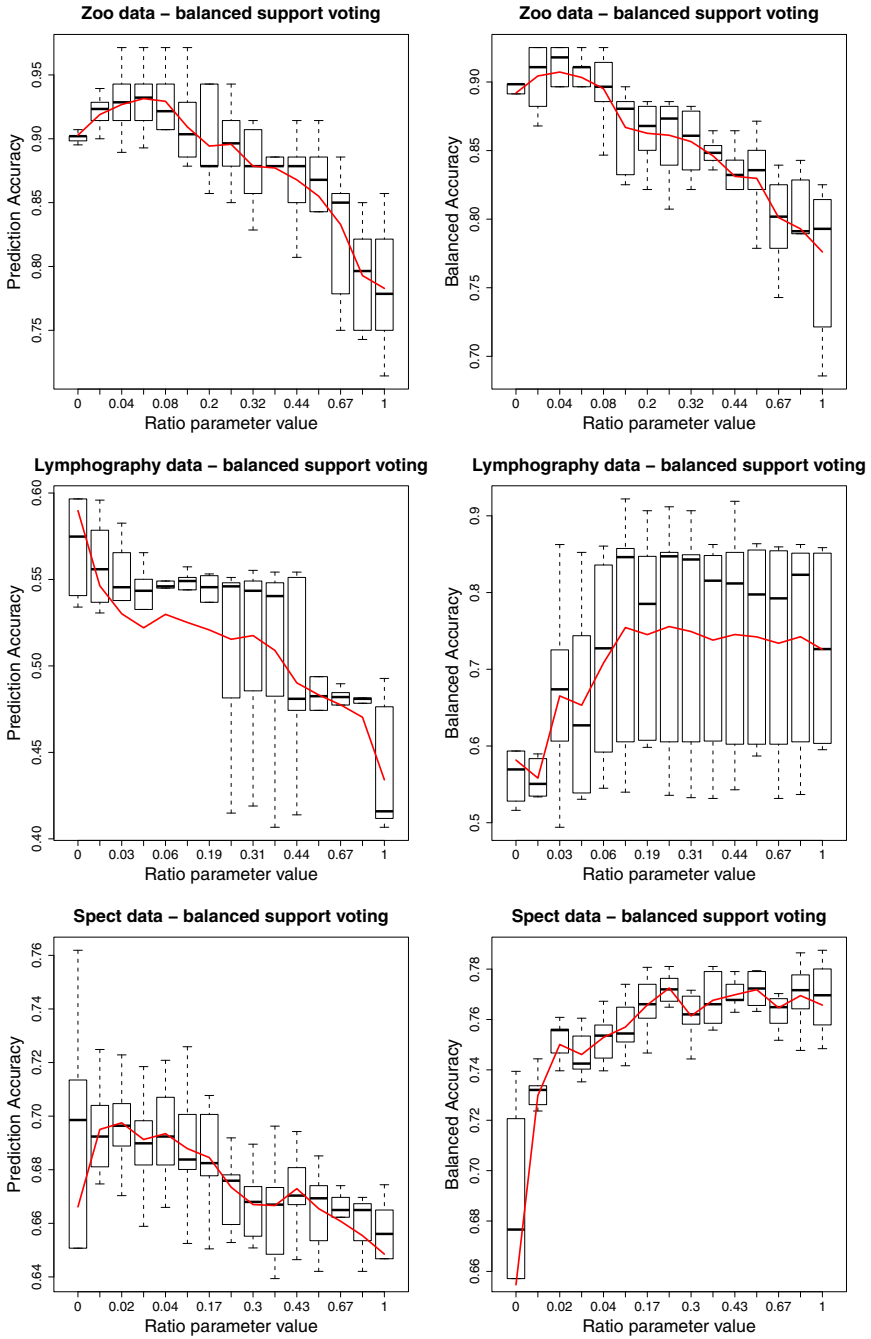 Zoo data – balanced support voting
Prediction Accuracy
0.75 0.80 0.85 0.90 0.95
0 0.04 0.08 0.2 0.32 0.44 0.67 1
Ratio parameter value
Zoo data – balanced support voting
Balanced Accuracy
0.70 0.75 0.80 0.85 0.90
0 0.04 0.08 0.2 0.32 0.44 0.67 1
Ratio parameter value
Lymphography data – balanced support voting
Prediction Accuracy
0.40 0.45 0.50 0.55 0.60
0 0.03 0.06 0.19 0.31 0.44 0.67 1
Ratio parameter value
Lymphography data – balanced support voting
Balanced Accuracy
0.5 0.6 0.7 0.8 0.9
0 0.03 0.06 0.19 0.31 0.44 0.67 1
Ratio parameter value
Spect data – balanced support voting
Prediction Accuracy
0.64 0.66 0.68 0.70 0.72 0.74 0.76
0 0.02 0.04 0.17 0.3 0.43 0.67 1
Ratio parameter value
Spect data – balanced support voting
Balanced Accuracy
0.66 0.68 0.70 0.72 0.74 0.76 0.78
0 0.02 0.04 0.17 0.3 0.43 0.67 1
Ratio parameter value